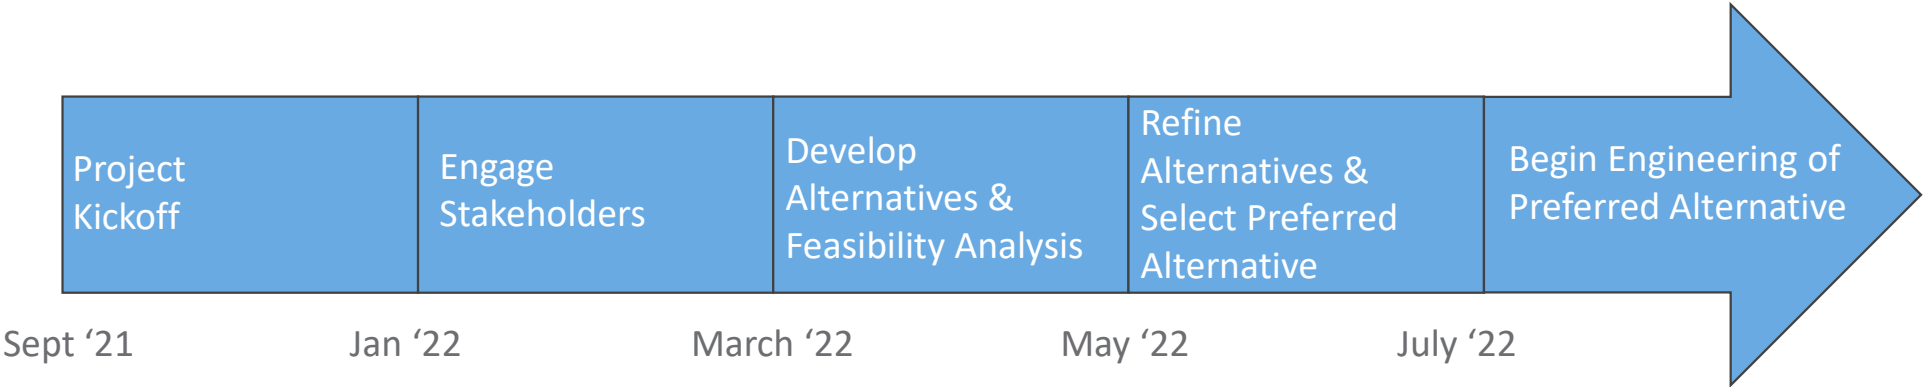 Project
Kickoff
Engage
Stakeholders
Develop
Alternatives &
Feasibility Analysis
Refine
Alternatives &
Select Preferred
Alternative
Begin Engineering of
Preferred Alternative
Sept ‘21
Jan ‘22
March ‘22
May ‘22
July ‘22